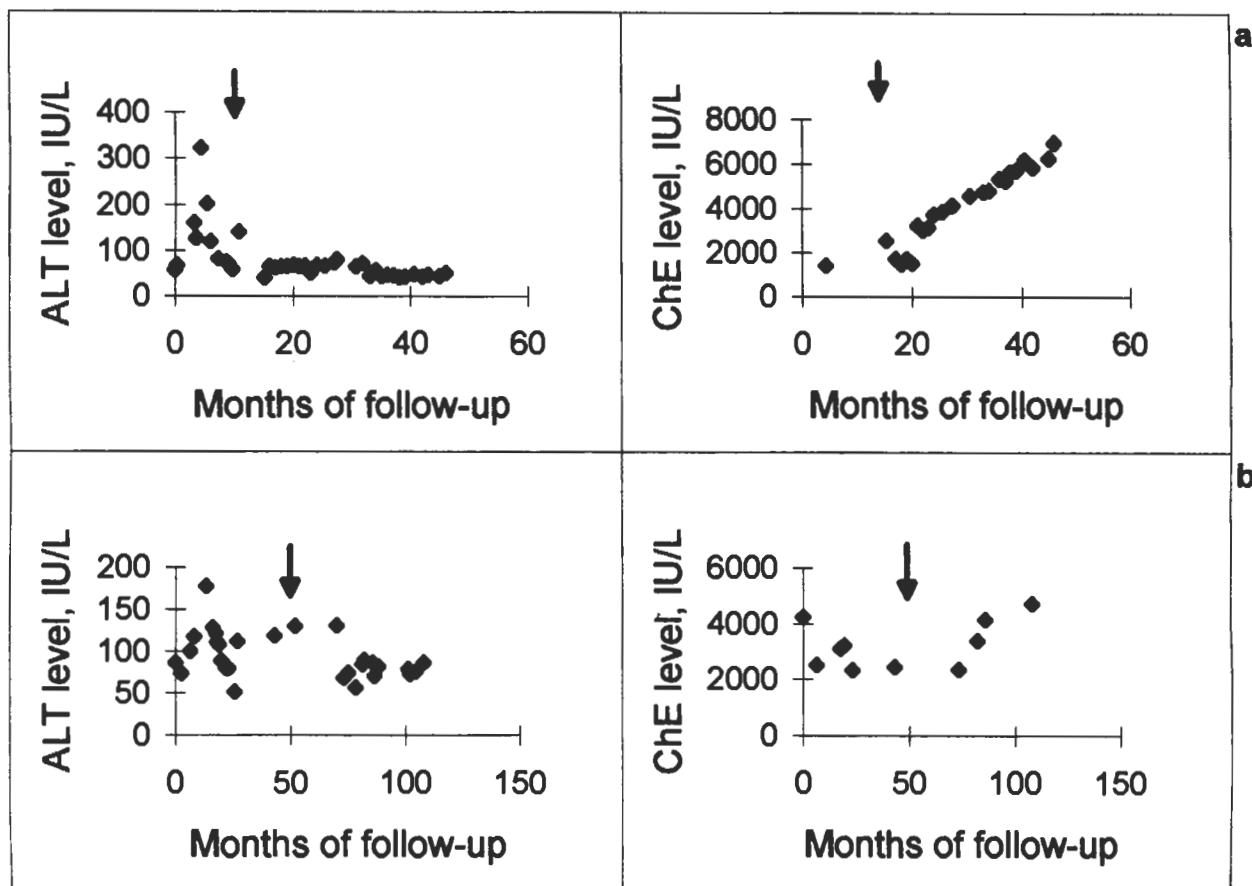 a
ALT level, IU/L
400
300
200
100
0
0 20 40 60
Months of follow-up
ChE level, IU/L
8000
6000
4000
2000
0
0 20 40 60
Months of follow-up
b
ALT level, IU/L
200
150
100
50
0
0 50 100 150
Months of follow-up
ChE level, IU/L
6000
4000
2000
0
0 50 100 150
Months of follow-up